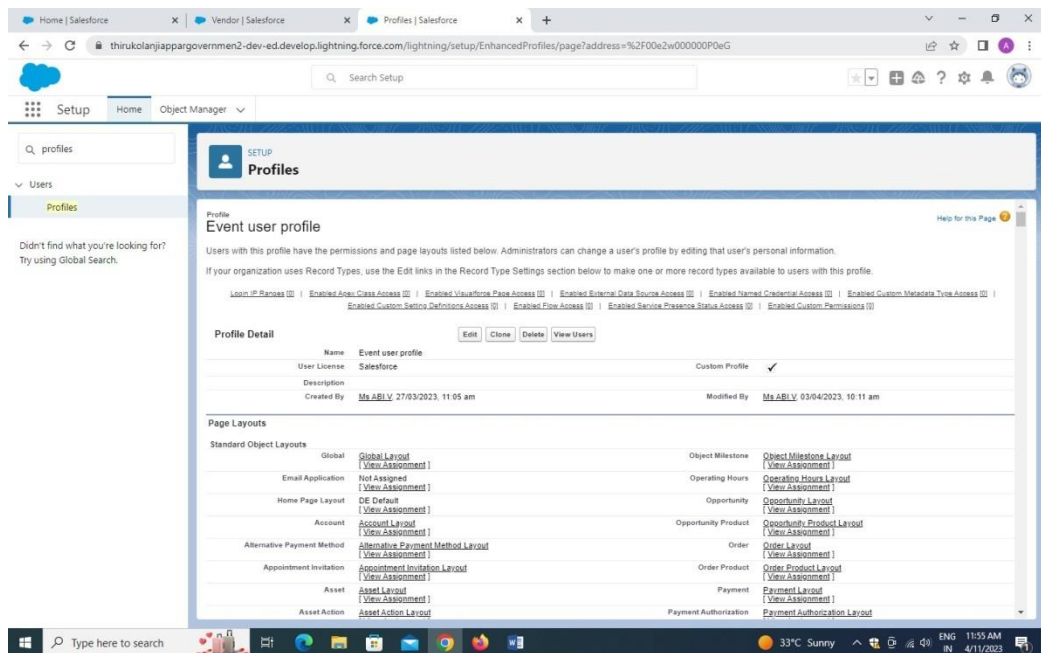 Home | Salesforce
Vendor | Salesforce
Profiles | Salesforce
thirukolanjiappargovernmen2-dev-ed.develop.lightning.force.com/lightning/setup/EnhancedProfiles/page?address=%2F00e2w000000P0eG
A
Search Setup
Setup
Home
Object Manager
profiles
Users
Profiles
Didn't find what you're looking for?
Try using Global Search.
SETUP
Profiles
Profile
Event user profile
Help for this Page
Users with this profile have the permissions and page layouts listed below. Administrators can change a user's profile by editing that user's personal information.
If your organization uses Record Types, use the Edit links in the Record Type Settings section below to make one or more record types available to users with this profile.
Login IP Ranges [0] | Enabled Apex Class Access [0] | Enabled Visualforce Page Access [0] | Enabled External Data Source Access [0] | Enabled Named Credential Access [0] | Enabled Custom Metadata Type Access [0] |
Enabled Custom Setting Definitions Access [0] | Enabled Flow Access [0] | Enabled Service Presence Status Access [0] | Enabled Custom Permissions [0]
Profile Detail Edit Clone Delete View Users
Name Event user profile
User License Salesforce Custom Profile ✓
Description
Created By Ms ABI.V, 27/03/2023, 11:05 am Modified By Ms ABI.V, 03/04/2023, 10:11 am
Page Layouts
Standard Object Layouts
Global Global Layout Object Milestone Object Milestone Layout
[ View Assignment ] [ View Assignment ]
Email Application Not Assigned Operating Hours Operating Hours Layout
[ View Assignment ] [ View Assignment ]
Home Page Layout DE Default Opportunity Opportunity Layout
[ View Assignment ] [ View Assignment ]
Account Account Layout Opportunity Product Opportunity Product Layout
[ View Assignment ] [ View Assignment ]
Alternative Payment Method Alternative Payment Method Layout Order Order Layout
[ View Assignment ] [ View Assignment ]
Appointment Invitation Appointment Invitation Layout Order Product Order Product Layout
[ View Assignment ] [ View Assignment ]
Asset Asset Layout Payment Payment Layout
[ View Assignment ] [ View Assignment ]
Asset Action Asset Action Layout Payment Authorization Payment Authorization Layout
Type here to search
33°C Sunny
ENG
IN
11:55 AM
4/11/2023